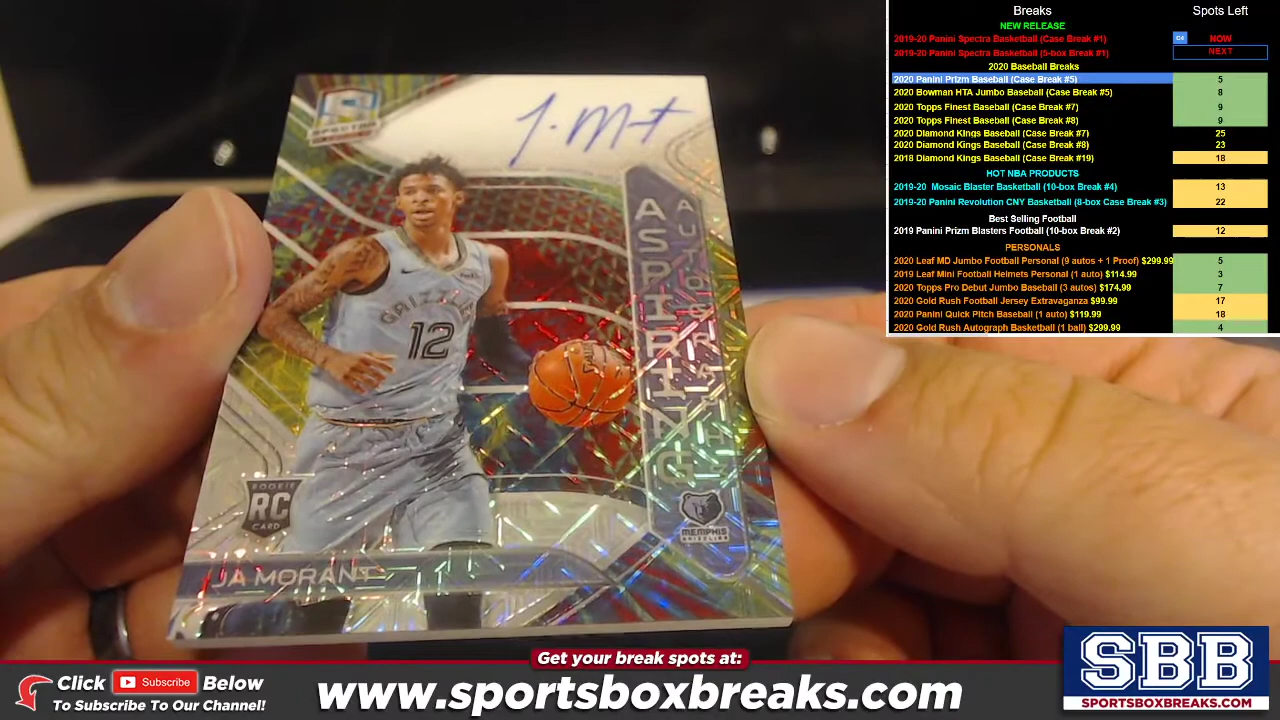 Breaks Spots Left
NEW RELEASE
2019-20 Panini Spectra Basketball (Case Break #1) C4 NOW
2019-20 Panini Spectra Basketball (5-box Break #1) NEXT
2020 Baseball Breaks
2020 Panini Prizm Baseball (Case Break #5) 5
2020 Bowman HTA Jumbo Baseball (Case Break #5) 8
2020 Topps Finest Baseball (Case Break #7) 9
2020 Topps Finest Baseball (Case Break #8) 9
2020 Diamond Kings Baseball (Case Break #7) 25
2020 Diamond Kings Baseball (Case Break #8) 23
2018 Diamond Kings Baseball (Case Break #19) 18
HOT NBA PRODUCTS
2019-20 Mosaic Blaster Basketball (10-box Break #4) 13
2019-20 Panini Revolution CNY Basketball (8-box Case Break #3) 22
Best Selling Football
2019 Panini Prizm Blasters Football (10-box Break #2) 12
PERSONALS
2020 Leaf MD Jumbo Football Personal (9 autos + 1 Proof) $299.99 5
2019 Leaf Mini Football Helmets Personal (1 auto) $114.99 3
2020 Topps Pro Debut Jumbo Baseball (3 autos) $174.99 7
2020 Gold Rush Football Jersey Extravaganza $99.99 17
2020 Panini Quick Pitch Baseball (1 auto) $119.99 18
2020 Gold Rush Autograph Basketball (1 ball) $299.99 4
SPECTRA
J. Mort
ASPIRING
AUTOGRAPHS
GRIZZ
12
SPALDING
ROOKIE
RC
CARD
MEMPHIS
GRIZZLIES
JA MORANT
Get your break spots at:
Click Subscribe Below
To Subscribe To Our Channel!
www.sportsboxbreaks.com
SBB
SPORTSBOXBREAKS.COM